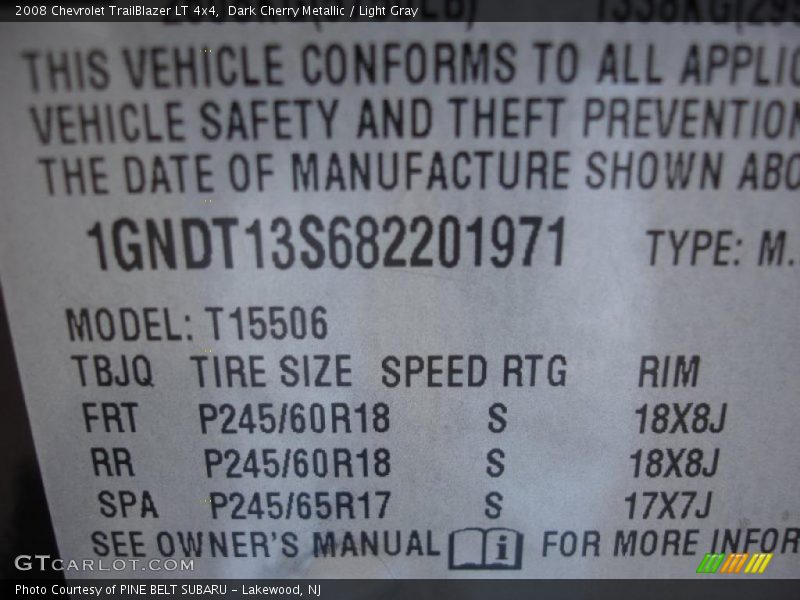 2008 Chevrolet TrailBlazer LT 4x4, Dark Cherry Metallic / Light Gray
THIS VEHICLE CONFORMS TO ALL APPLIC
VEHICLE SAFETY AND THEFT PREVENTION
THE DATE OF MANUFACTURE SHOWN ABO
1GNDT13S682201971 TYPE: M.
MODEL: T15506
TBJQ TIRE SIZE SPEED RTG RIM
FRT P245/60R18 S 18X8J
RR P245/60R18 S 18X8J
SPA P245/65R17 S 17X7J
SEE OWNER'S MANUAL i FOR MORE INFOR
GTCARLOT.COM
Photo Courtesy of PINE BELT SUBARU - Lakewood, NJ